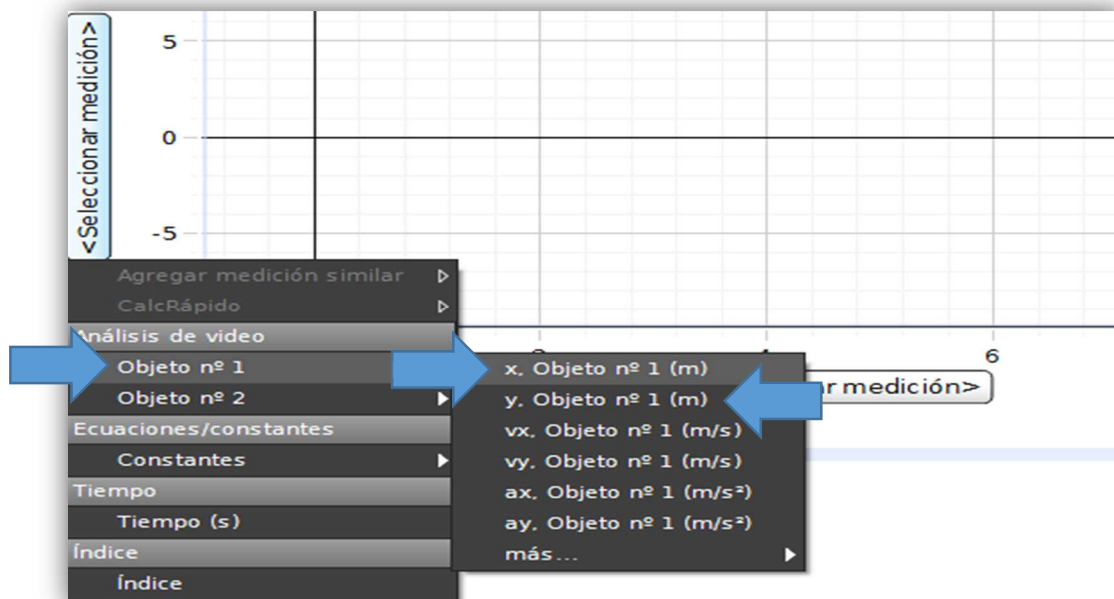 <Seleccionar medición>
5
0
-5
Agregar medición similar
CalcRápido
Análisis de video
Objeto nº 1
Objeto nº 2
Ecuaciones/constantes
Constantes
Tiempo
Tiempo (s)
Índice
Índice
4
6
ar medición>
x, Objeto nº 1 (m)
y, Objeto nº 1 (m)
vx, Objeto nº 1 (m/s)
vy, Objeto nº 1 (m/s)
ax, Objeto nº 1 (m/s²)
ay, Objeto nº 1 (m/s²)
más...